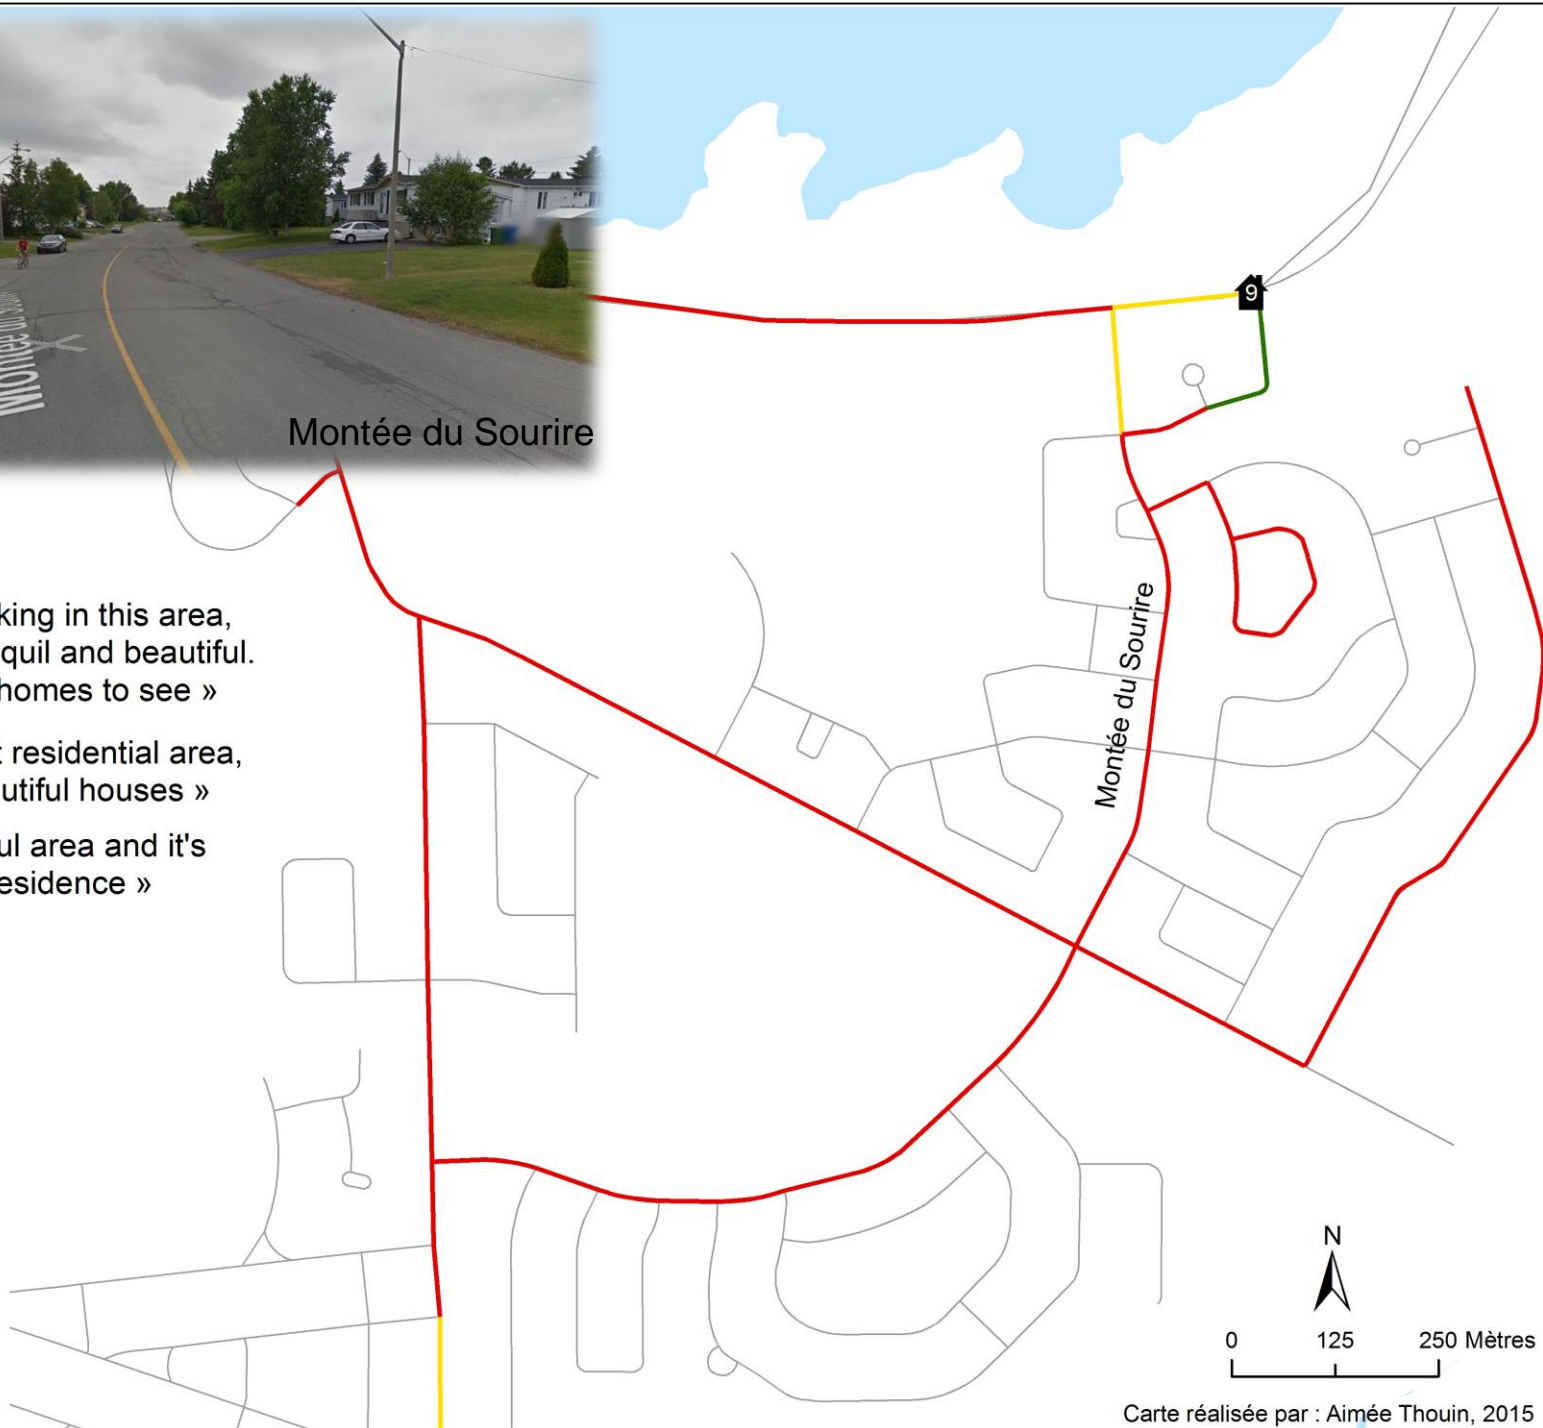 Montée du Sourire
9
king in this area,
quil and beautiful.
homes to see »
residential area,
utiful houses »
ul area and it's
esidence »
Montée du Sourire
N
0 125 250 Mètres
Carte réalisée par : Aimée Thouin, 2015